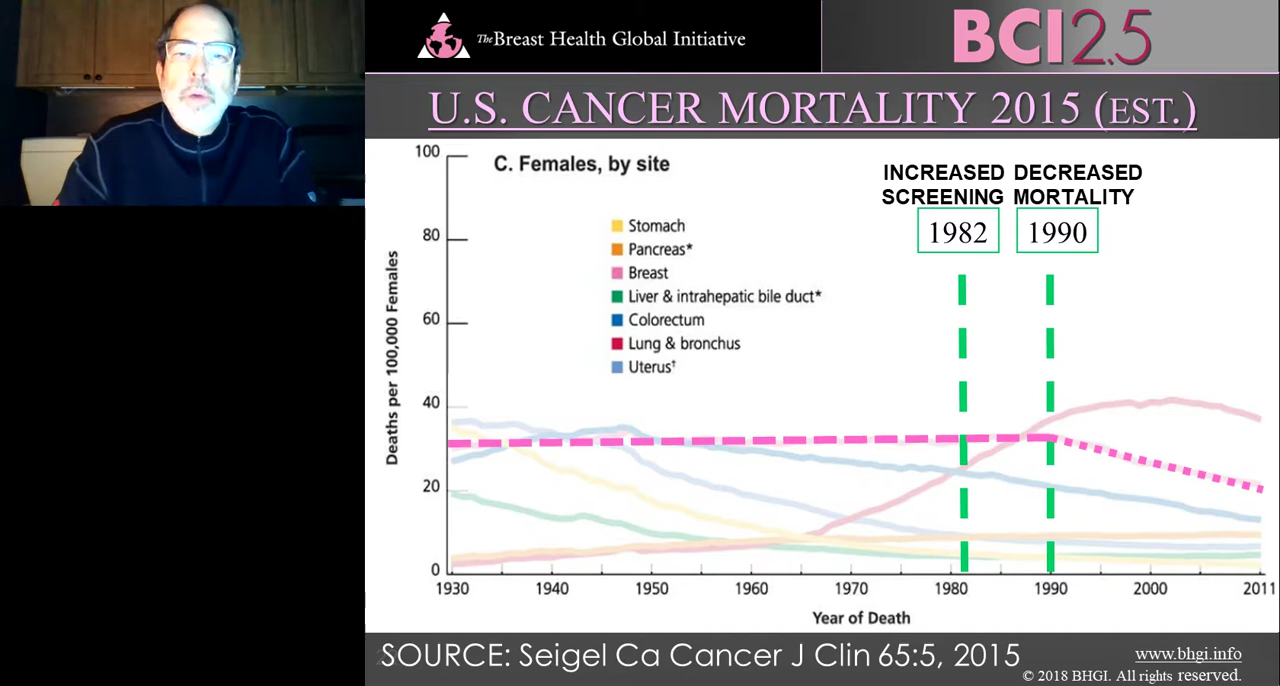 The Breast Health Global Initiative
BCI2.5
U.S. CANCER MORTALITY 2015 (EST.)
C. Females, by site
INCREASED SCREENING
DECREASED MORTALITY
1982
1990
Stomach
Pancreas*
Breast
Liver & intrahepatic bile duct*
Colorectum
Lung & bronchus
Uterus†
Deaths per 100,000 Females
100
80
60
40
20
0
1930 1940 1950 1960 1970 1980 1990 2000 2011
Year of Death
SOURCE: Seigel Ca Cancer J Clin 65:5, 2015
www.bhgi.info
© 2018 BHGI. All rights reserved.